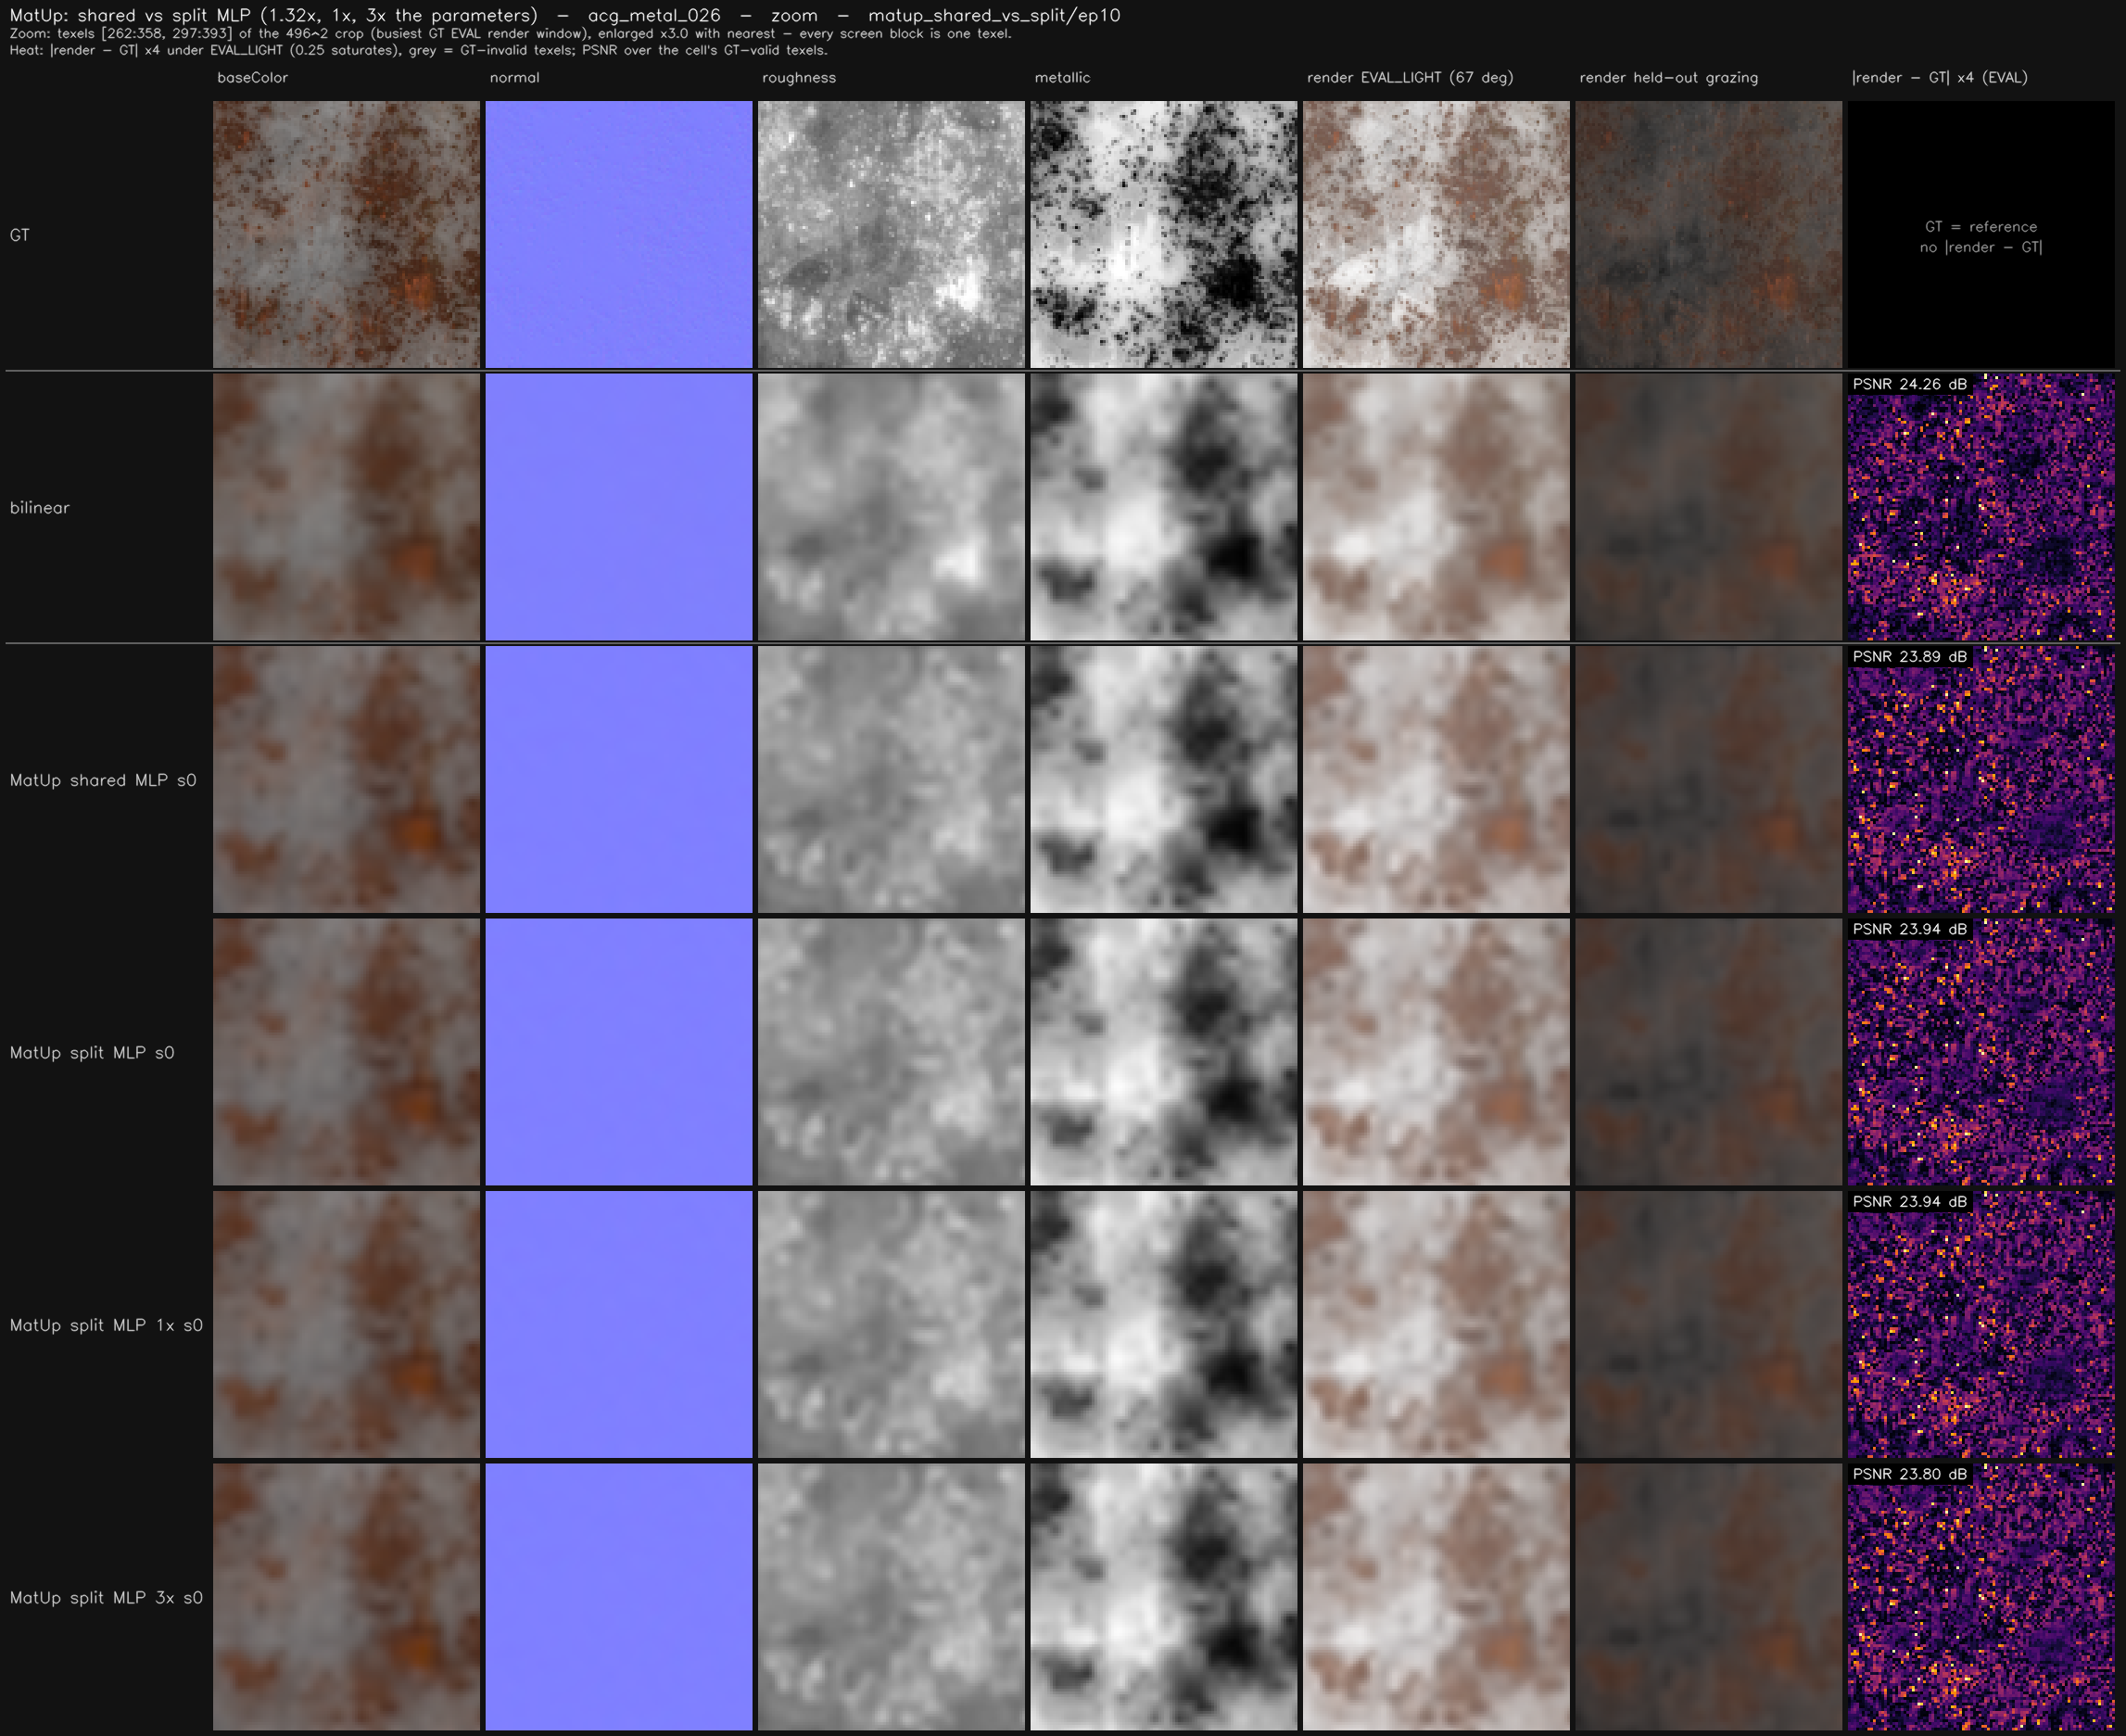 MatUp: shared vs split MLP (1.32x, 1x, 3x the parameters) — acg_metal_026 — zoom — matup_shared_vs_split/ep10
Zoom: texels [262:358, 297:393] of the 496^2 crop (busiest GT EVAL render window), enlarged x3.0 with nearest — every screen block is one texel.
Heat: |render — GT| x4 under EVAL_LIGHT (0.25 saturates), grey = GT-invalid texels; PSNR over the cell's GT-valid texels.
baseColor normal roughness metallic render EVAL_LIGHT (67 deg) render held-out grazing |render — GT| x4 (EVAL)
GT
GT = reference
no |render — GT|
PSNR 24.26 dB
bilinear
PSNR 23.89 dB
MatUp shared MLP s0
PSNR 23.94 dB
MatUp split MLP s0
PSNR 23.94 dB
MatUp split MLP 1x s0
PSNR 23.80 dB
MatUp split MLP 3x s0